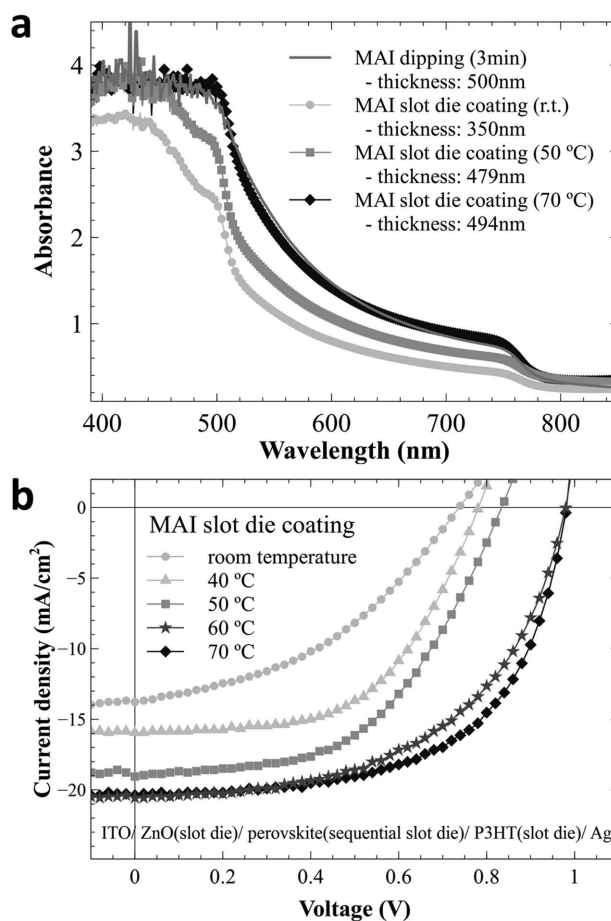 a
4
3
2
1
Absorbance
MAI dipping (3min)
- thickness: 500nm
MAI slot die coating (r.t.)
- thickness: 350nm
MAI slot die coating (50 ºC)
- thickness: 479nm
MAI slot die coating (70 ºC)
- thickness: 494nm
400 500 600 700 800
Wavelength (nm)
b
0
−5
−10
−15
−20
Current density (mA/cm²)
MAI slot die coating
room temperature
40 ºC
50 ºC
60 ºC
70 ºC
ITO/ ZnO(slot die)/ perovskite(sequential slot die)/ P3HT(slot die)/ Ag
0 0.2 0.4 0.6 0.8 1
Voltage (V)